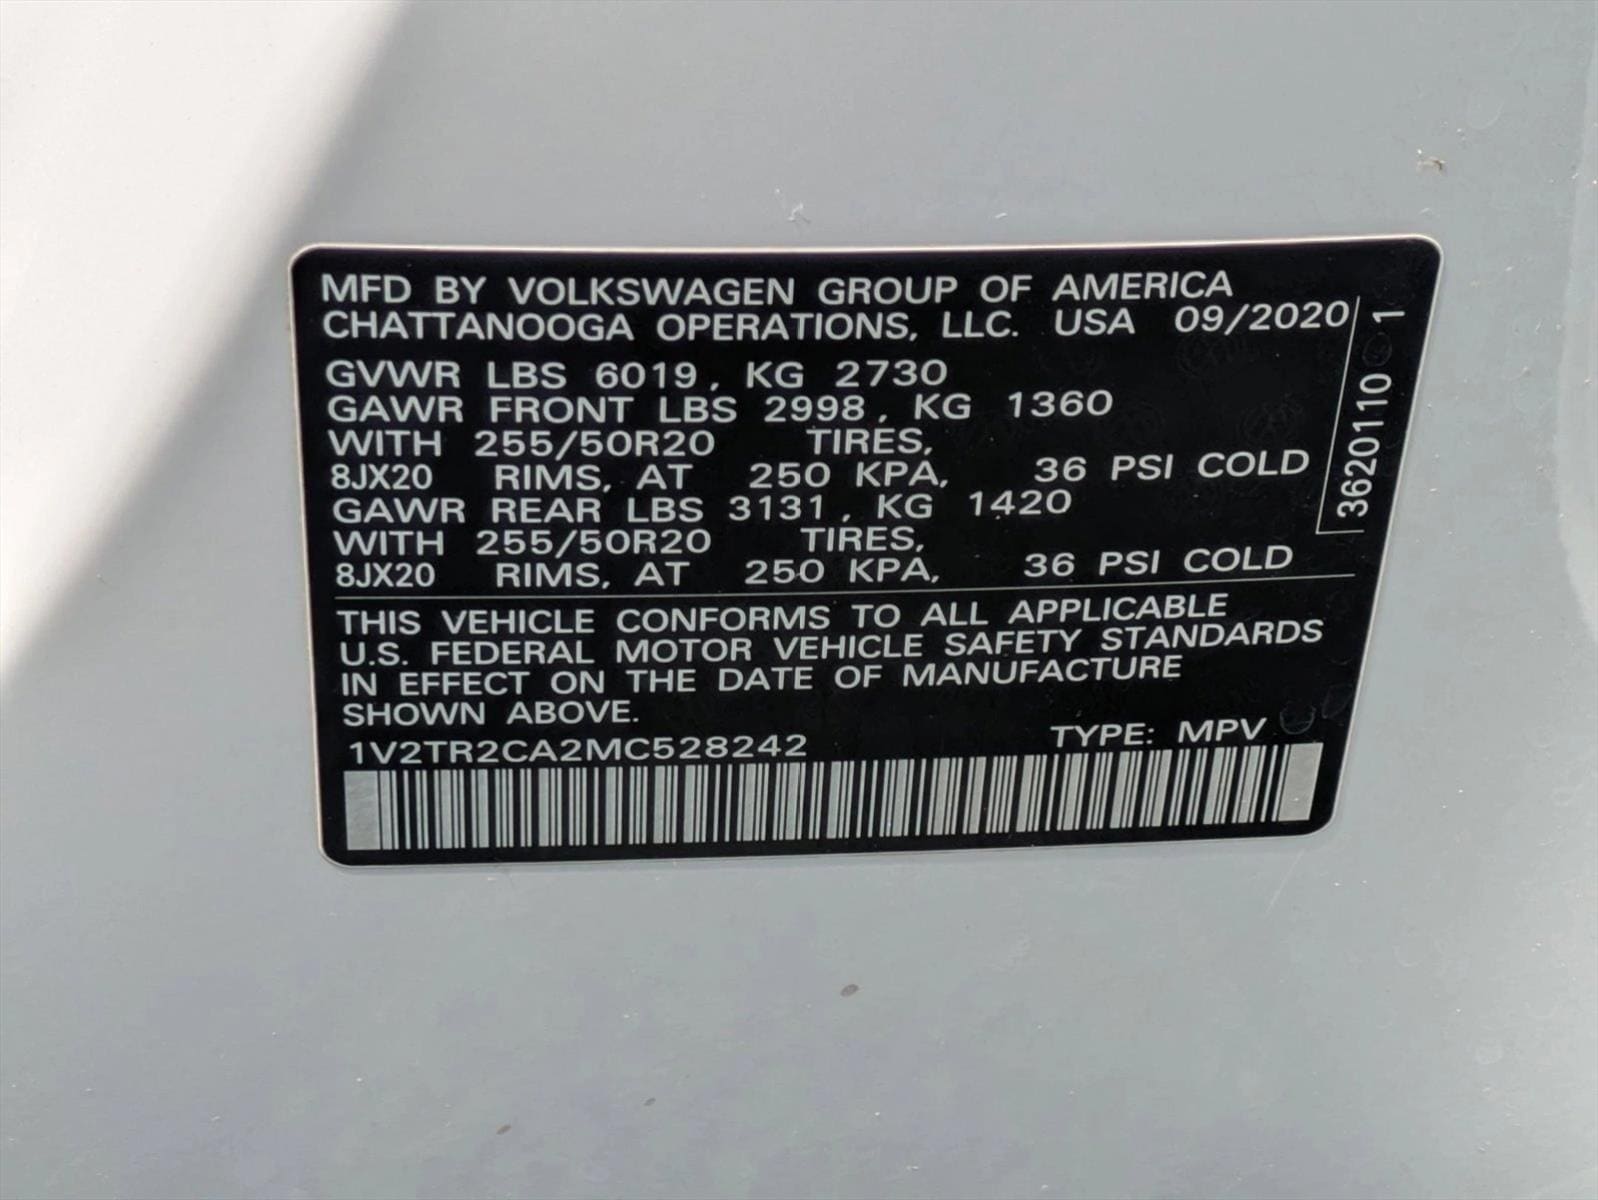 MFD BY VOLKSWAGEN GROUP OF AMERICA
CHATTANOOGA OPERATIONS, LLC. USA 09/2020
GVWR LBS 6019, KG 2730
GAWR FRONT LBS 2998, KG 1360
WITH 255/50R20 TIRES,
8JX20 RIMS, AT 250 KPA, 36 PSI COLD
GAWR REAR LBS 3131, KG 1420
WITH 255/50R20 TIRES,
8JX20 RIMS, AT 250 KPA, 36 PSI COLD
THIS VEHICLE CONFORMS TO ALL APPLICABLE
U.S. FEDERAL MOTOR VEHICLE SAFETY STANDARDS
IN EFFECT ON THE DATE OF MANUFACTURE
SHOWN ABOVE.
1V2TR2CA2MC528242 TYPE: MPV
3620110 1